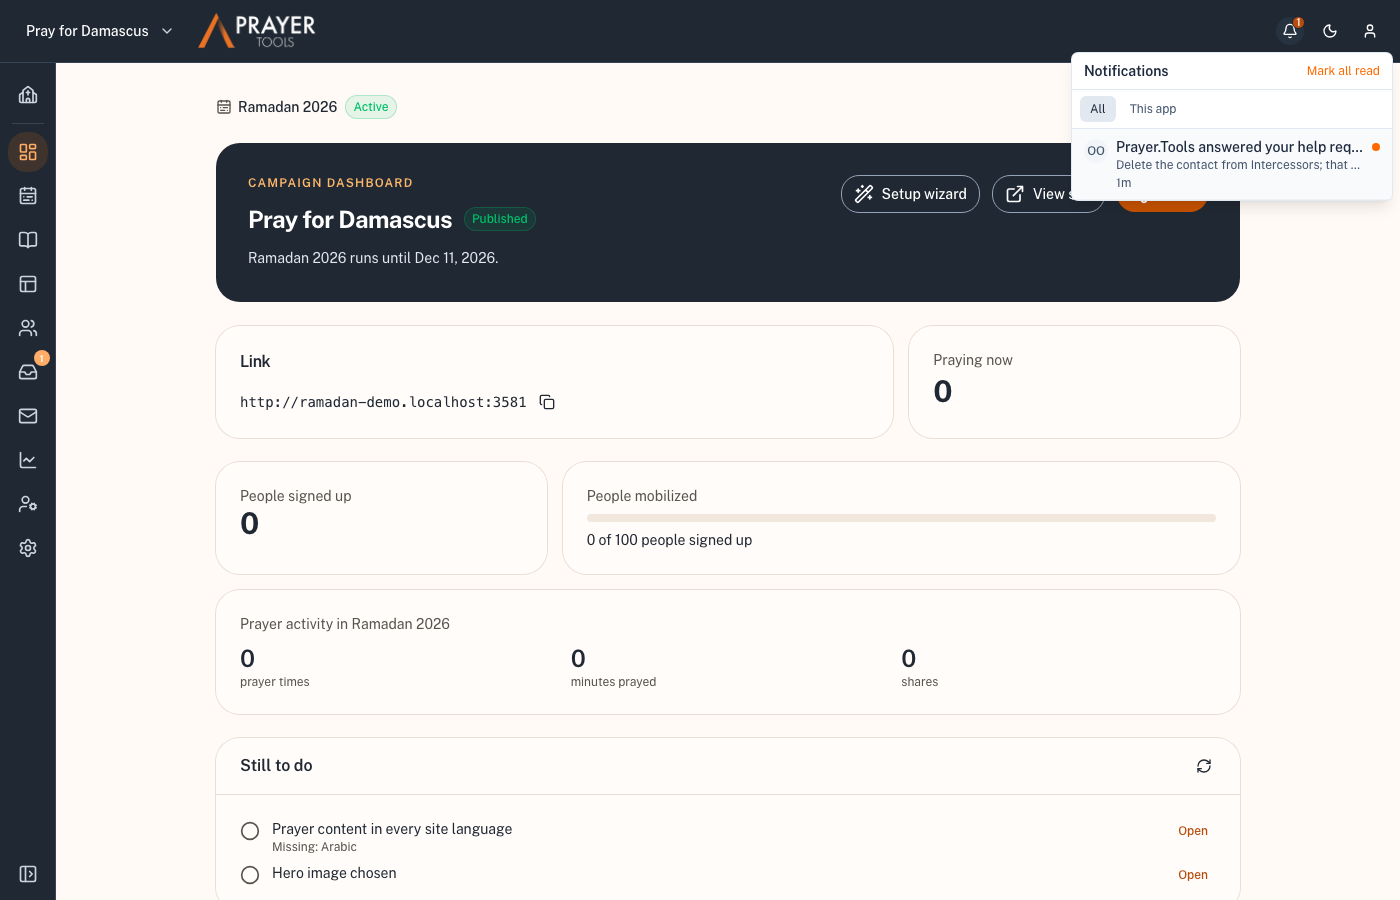 Pray for Damascus
PRAYER
TOOLS
1
Notifications
Mark all read
All
This app
OO
Prayer.Tools answered your help req...
Delete the contact from Intercessors; that ...
1m
Ramadan 2026
Active
CAMPAIGN DASHBOARD
Setup wizard
View
Pray for Damascus
Published
Ramadan 2026 runs until Dec 11, 2026.
Link
http://ramadan-demo.localhost:3581
Praying now
0
1
People signed up
0
People mobilized
0 of 100 people signed up
Prayer activity in Ramadan 2026
0
prayer times
0
minutes prayed
0
shares
Still to do
Prayer content in every site language
Missing: Arabic
Open
Hero image chosen
Open